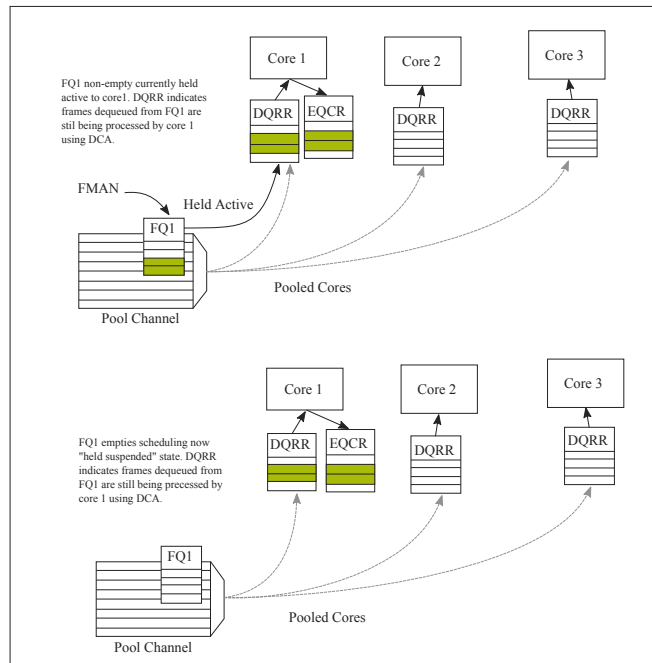 Core 1
Core 2
Core 3
FQ1 non-empty currently held
active to core1. DQRR indicates
frames dequeued from FQ1 are
still being processed by core 1
using DCA.
DQRR
EQCR
DQRR
DQRR
FMAN
Held Active
FQ1
Pooled Cores
Pool Channel
Core 1
Core 2
Core 3
FQ1 empties scheduling now
"held suspended" state. DQRR
indicates frames dequeued from
FQ1 are still being precessed by
core 1 using DCA.
DQRR
EQCR
DQRR
DQRR
FQ1
Pooled Cores
Pool Channel